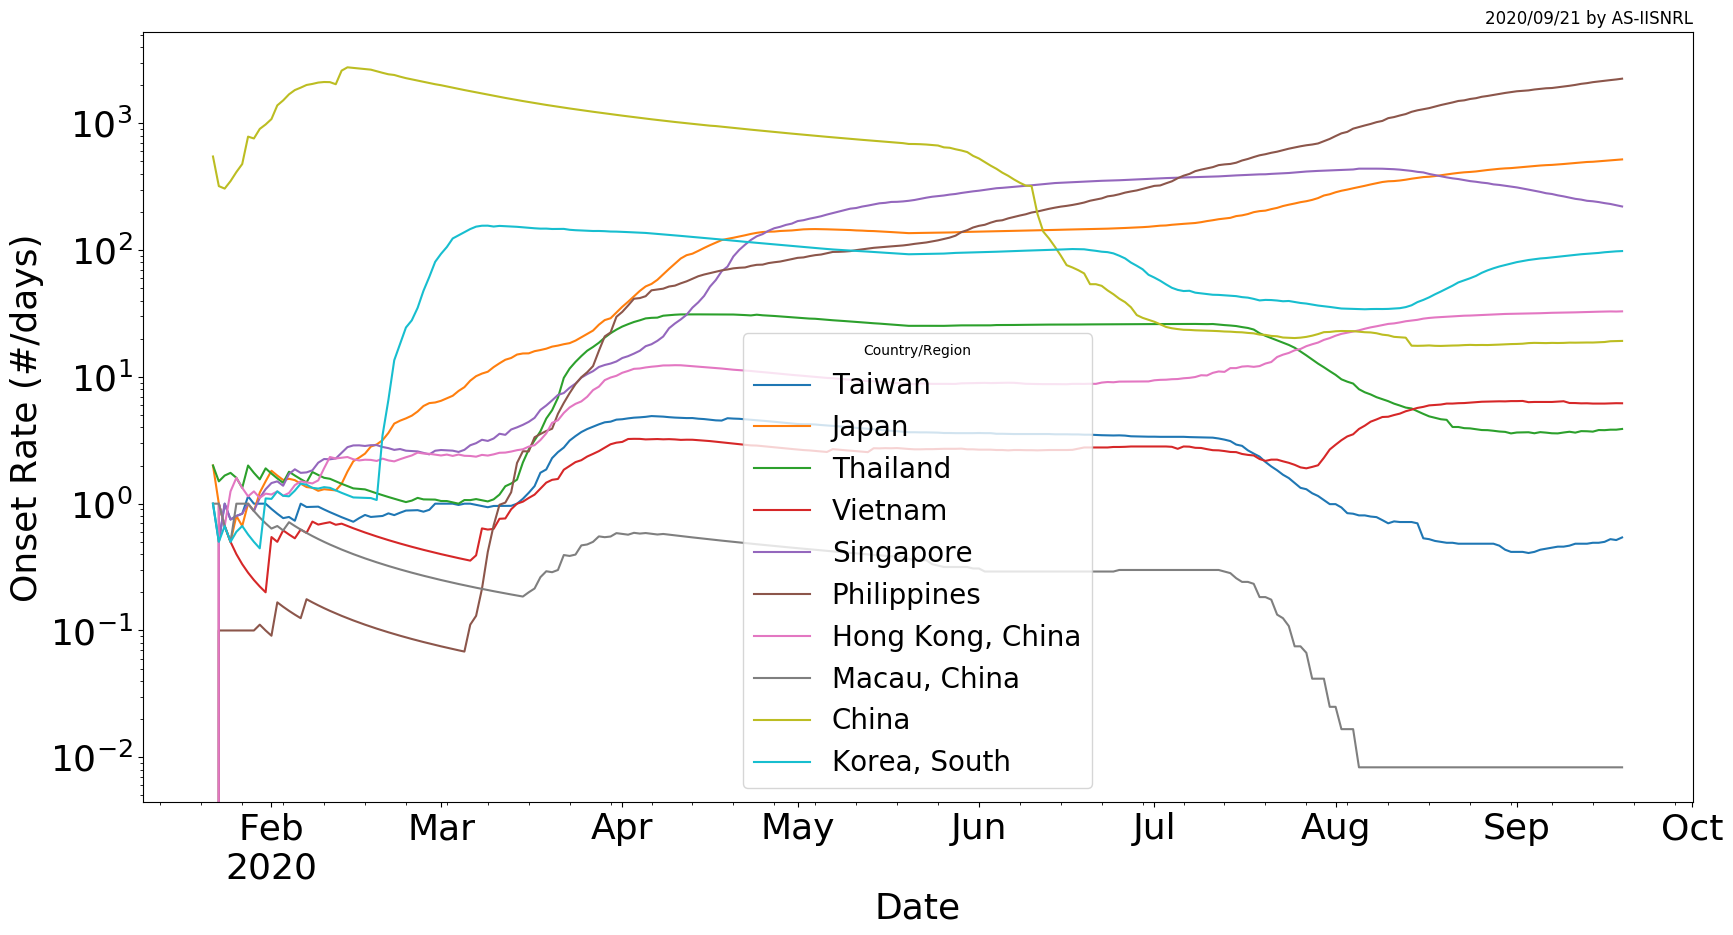 2020/09/21 by AS-IISNRL
Onset Rate (#/days)
10³
10²
10¹
10⁰
10⁻¹
10⁻²
Country/Region
Taiwan
Japan
Thailand
Vietnam
Singapore
Philippines
Hong Kong, China
Macau, China
China
Korea, South
Feb Mar Apr May Jun Jul Aug Sep Oct
2020
Date